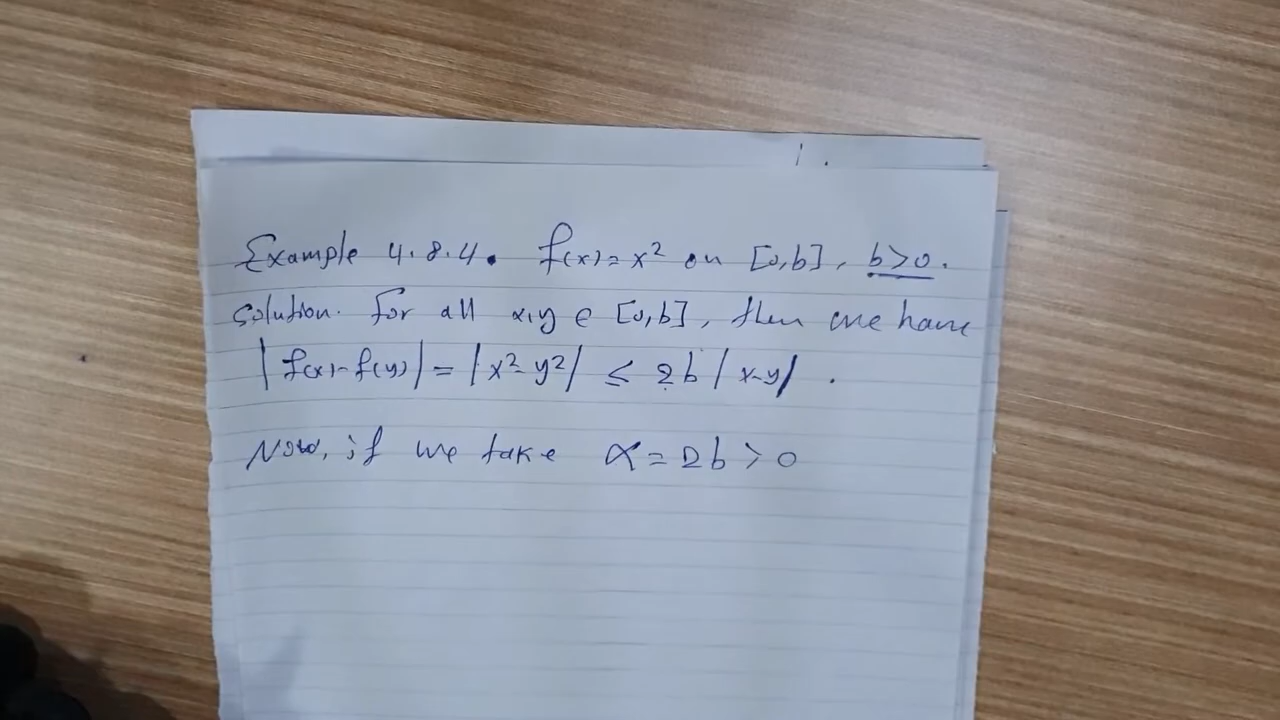 Example 4.8.4. f(x) = x² on [0,b], b>0.
solution. for all x,y ∈ [0,b], then we have
|f(x)-f(y)| = |x²-y²| ≤ 2b |x-y| .
Now, if we take α = 2b > 0